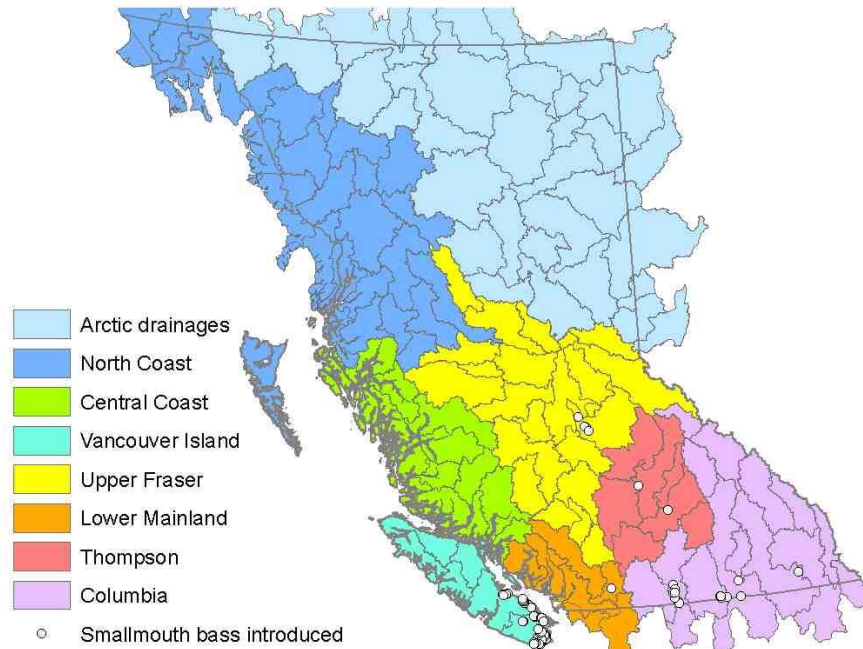 Arctic drainages
North Coast
Central Coast
Vancouver Island
Upper Fraser
Lower Mainland
Thompson
Columbia
Smallmouth bass introduced